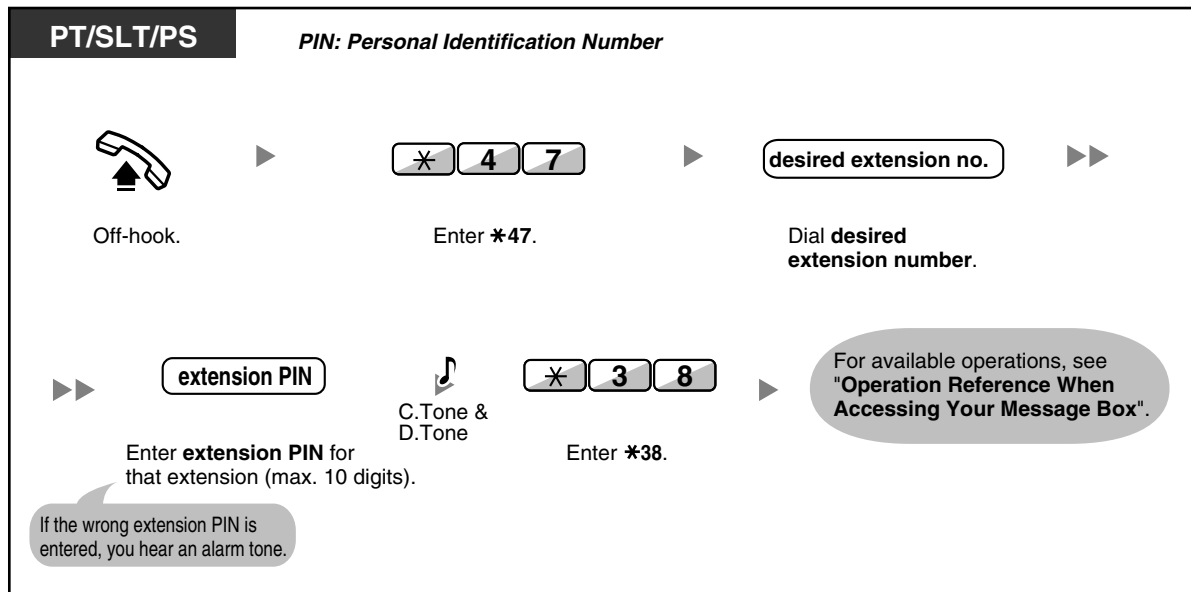 PT/SLT/PS
PIN: Personal Identification Number
* 4 7
desired extension no.
Off-hook.
Enter *47.
Dial desired
extension number.
extension PIN
C.Tone &
D.Tone
* 3 8
For available operations, see
"Operation Reference When
Accessing Your Message Box".
Enter extension PIN for
that extension (max. 10 digits).
Enter *38.
If the wrong extension PIN is
entered, you hear an alarm tone.